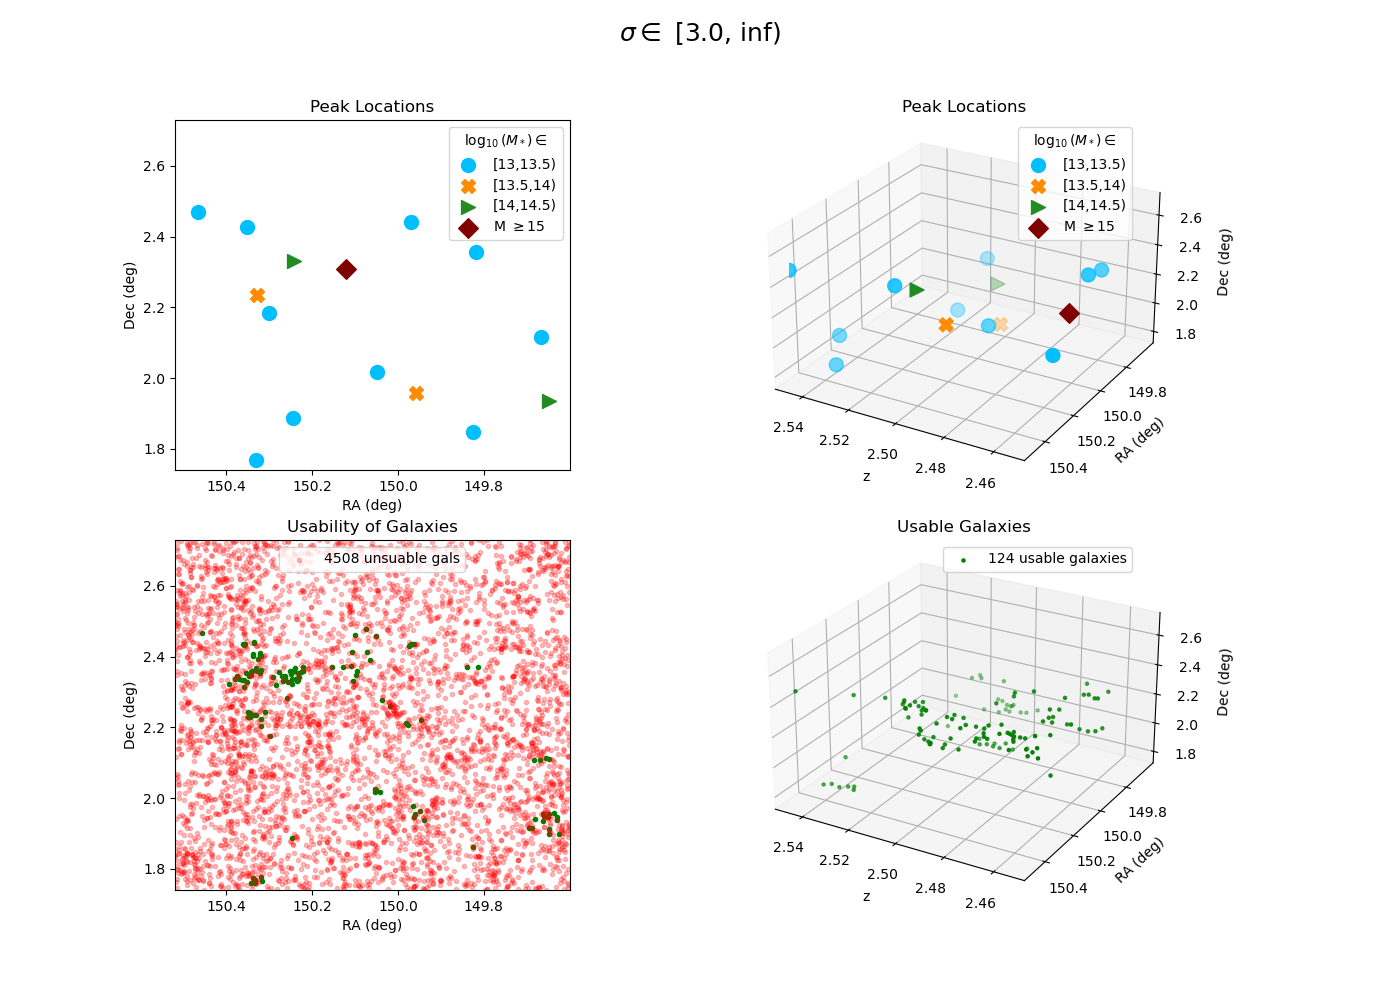 σ ∈ [3.0, inf)
Peak Locations
log₁₀(M*) ∈
[13,13.5)
[13.5,14)
[14,14.5)
M ≥15
2.6
2.4
2.2
2.0
1.8
Dec (deg)
150.4 150.2 150.0 149.8
RA (deg)
Peak Locations
log₁₀(M*) ∈
[13,13.5)
[13.5,14)
[14,14.5)
M ≥15
2.6
2.4
2.2
2.0
1.8
Dec (deg)
149.8
150.0
150.2
150.4
RA (deg)
2.54
2.52
2.50
2.48
2.46
z
Usability of Galaxies
4508 unsuable gals
2.6
2.4
2.2
2.0
1.8
Dec (deg)
150.4 150.2 150.0 149.8
RA (deg)
Usable Galaxies
124 usable galaxies
2.6
2.4
2.2
2.0
1.8
Dec (deg)
149.8
150.0
150.2
150.4
RA (deg)
2.54
2.52
2.50
2.48
2.46
z